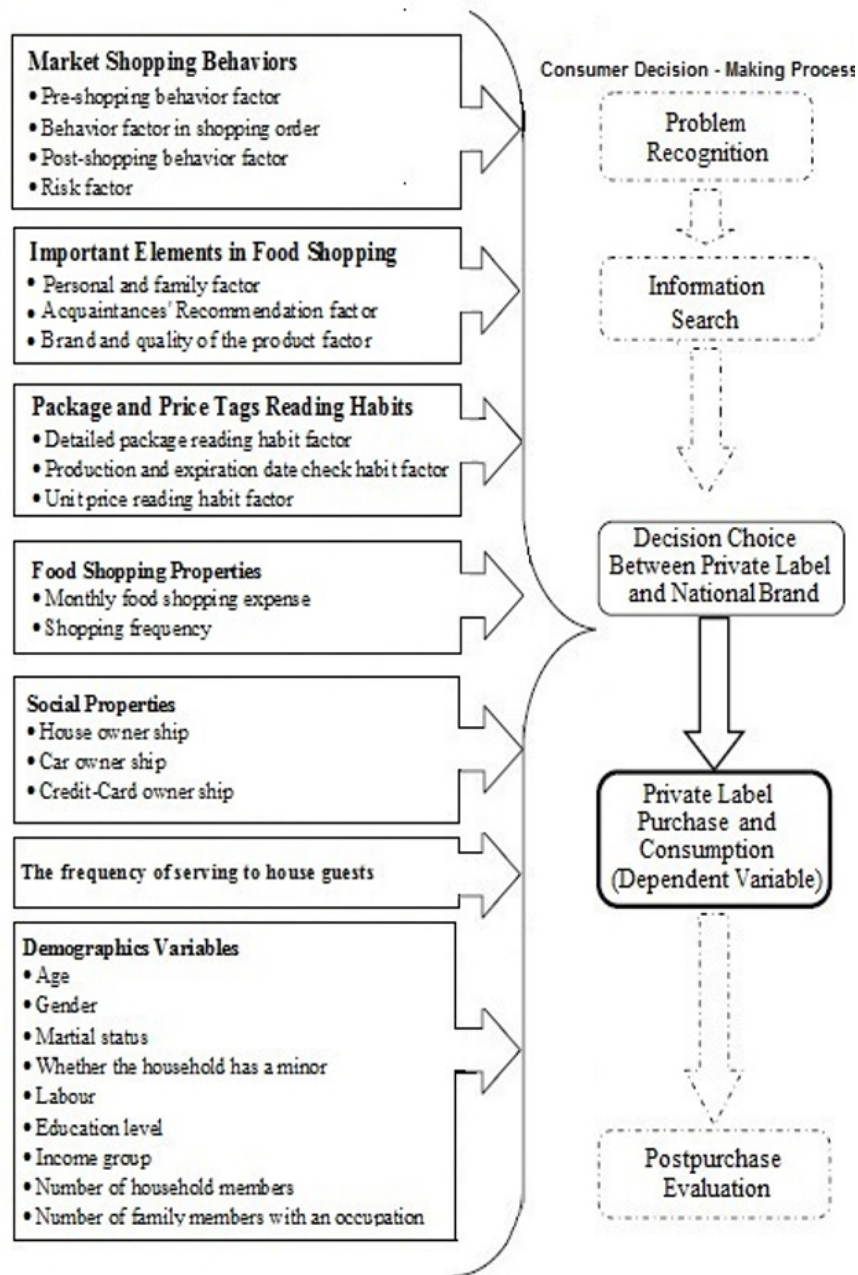 Market Shopping Behaviors
• Pre-shopping behavior factor
• Behavior factor in shopping order
• Post-shopping behavior factor
• Risk factor
Important Elements in Food Shopping
• Personal and family factor
• Acquaintances' Recommendation factor
• Brand and quality of the product factor
Package and Price Tags Reading Habits
• Detailed package reading habit factor
• Production and expiration date check habit factor
• Unit price reading habit factor
Food Shopping Properties
• Monthly food shopping expense
• Shopping frequency
Social Properties
• House owner ship
• Car owner ship
• Credit-Card owner ship
The frequency of serving to house guests
Demographics Variables
• Age
• Gender
• Martial status
• Whether the household has a minor
• Labour
• Education level
• Income group
• Number of household members
• Number of family members with an occupation
Consumer Decision - Making Process
Problem
Recognition
Information
Search
Decision Choice
Between Private Label
and National Brand
Private Label
Purchase and
Consumption
(Dependent Variable)
Postpurchase
Evaluation